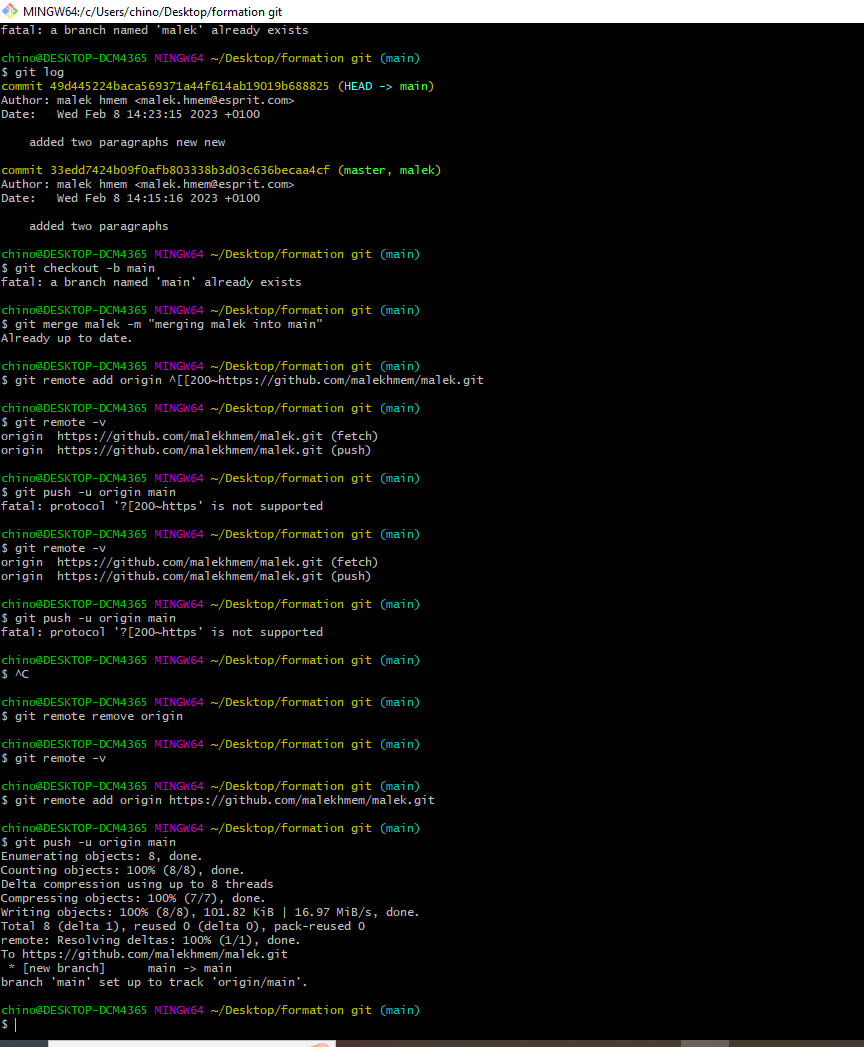 MINGW64:/c/Users/chino/Desktop/formation git
fatal: a branch named 'malek' already exists
chino@DESKTOP-DCM4365 MINGW64 ~/Desktop/formation git (main)
$ git log
commit 49d445224baca569371a44f614ab19019b688825 (HEAD -> main)
Author: malek hmem <malek.hmem@esprit.com>
Date:   Wed Feb 8 14:23:15 2023 +0100
    added two paragraphs new new
commit 33edd7424b09f0afb803338b3d03c636becaa4cf (master, malek)
Author: malek hmem <malek.hmem@esprit.com>
Date:   Wed Feb 8 14:15:16 2023 +0100
    added two paragraphs
chino@DESKTOP-DCM4365 MINGW64 ~/Desktop/formation git (main)
$ git checkout -b main
fatal: a branch named 'main' already exists
chino@DESKTOP-DCM4365 MINGW64 ~/Desktop/formation git (main)
$ git merge malek -m "merging malek into main"
Already up to date.
chino@DESKTOP-DCM4365 MINGW64 ~/Desktop/formation git (main)
$ git remote add origin ^[[200~https://github.com/malekhmem/malek.git
chino@DESKTOP-DCM4365 MINGW64 ~/Desktop/formation git (main)
$ git remote -v
origin  https://github.com/malekhmem/malek.git (fetch)
origin  https://github.com/malekhmem/malek.git (push)
chino@DESKTOP-DCM4365 MINGW64 ~/Desktop/formation git (main)
$ git push -u origin main
fatal: protocol '?[200~https' is not supported
chino@DESKTOP-DCM4365 MINGW64 ~/Desktop/formation git (main)
$ git remote -v
origin  https://github.com/malekhmem/malek.git (fetch)
origin  https://github.com/malekhmem/malek.git (push)
chino@DESKTOP-DCM4365 MINGW64 ~/Desktop/formation git (main)
$ git push -u origin main
fatal: protocol '?[200~https' is not supported
chino@DESKTOP-DCM4365 MINGW64 ~/Desktop/formation git (main)
$ ^C
chino@DESKTOP-DCM4365 MINGW64 ~/Desktop/formation git (main)
$ git remote remove origin
chino@DESKTOP-DCM4365 MINGW64 ~/Desktop/formation git (main)
$ git remote -v
chino@DESKTOP-DCM4365 MINGW64 ~/Desktop/formation git (main)
$ git remote add origin https://github.com/malekhmem/malek.git
chino@DESKTOP-DCM4365 MINGW64 ~/Desktop/formation git (main)
$ git push -u origin main
Enumerating objects: 8, done.
Counting objects: 100% (8/8), done.
Delta compression using up to 8 threads
Compressing objects: 100% (7/7), done.
Writing objects: 100% (8/8), 101.82 KiB | 16.97 MiB/s, done.
Total 8 (delta 1), reused 0 (delta 0), pack-reused 0
remote: Resolving deltas: 100% (1/1), done.
To https://github.com/malekhmem/malek.git
 * [new branch]      main -> main
branch 'main' set up to track 'origin/main'.
chino@DESKTOP-DCM4365 MINGW64 ~/Desktop/formation git (main)
$